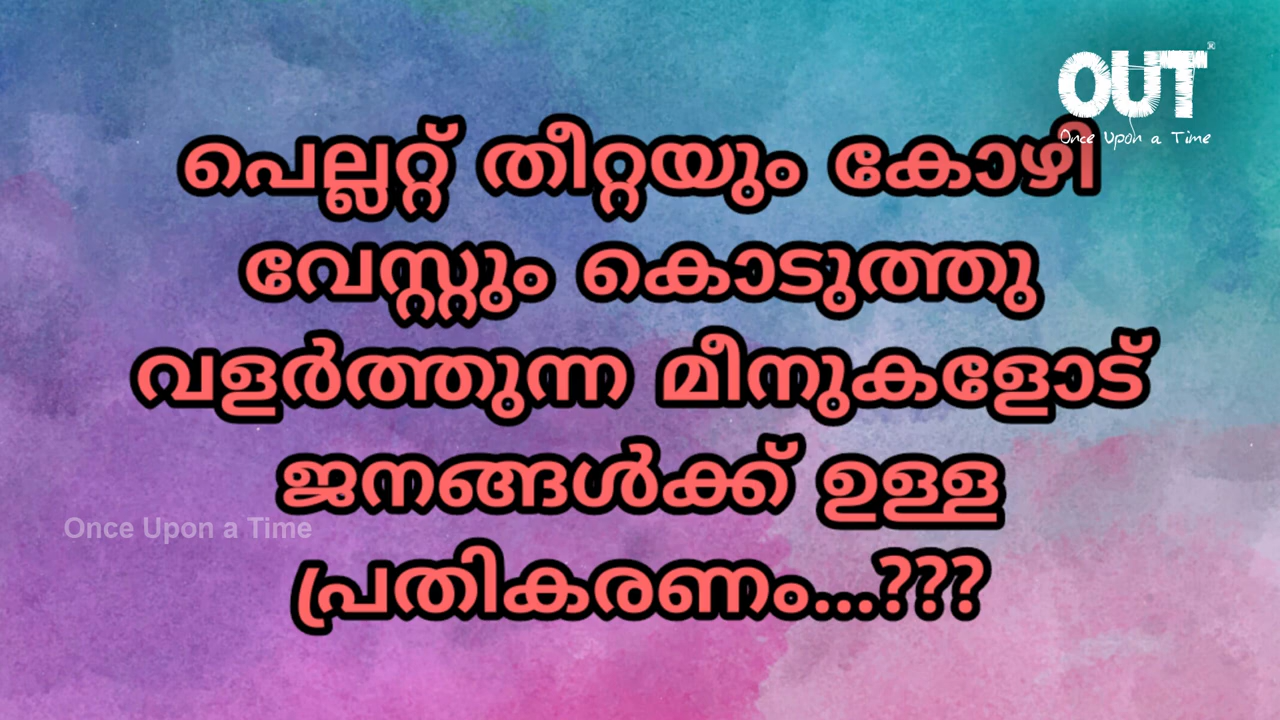 OUT
Once Upon a Time
പെല്ലറ്റ് തീറ്റയും കോഴി
വേസ്റ്റും കൊടുത്തു
വളർത്തുന്ന മീനുകളോട്
ജനങ്ങൾക്ക് ഉള്ള
Once Upon a Time
പ്രതികരണം...???